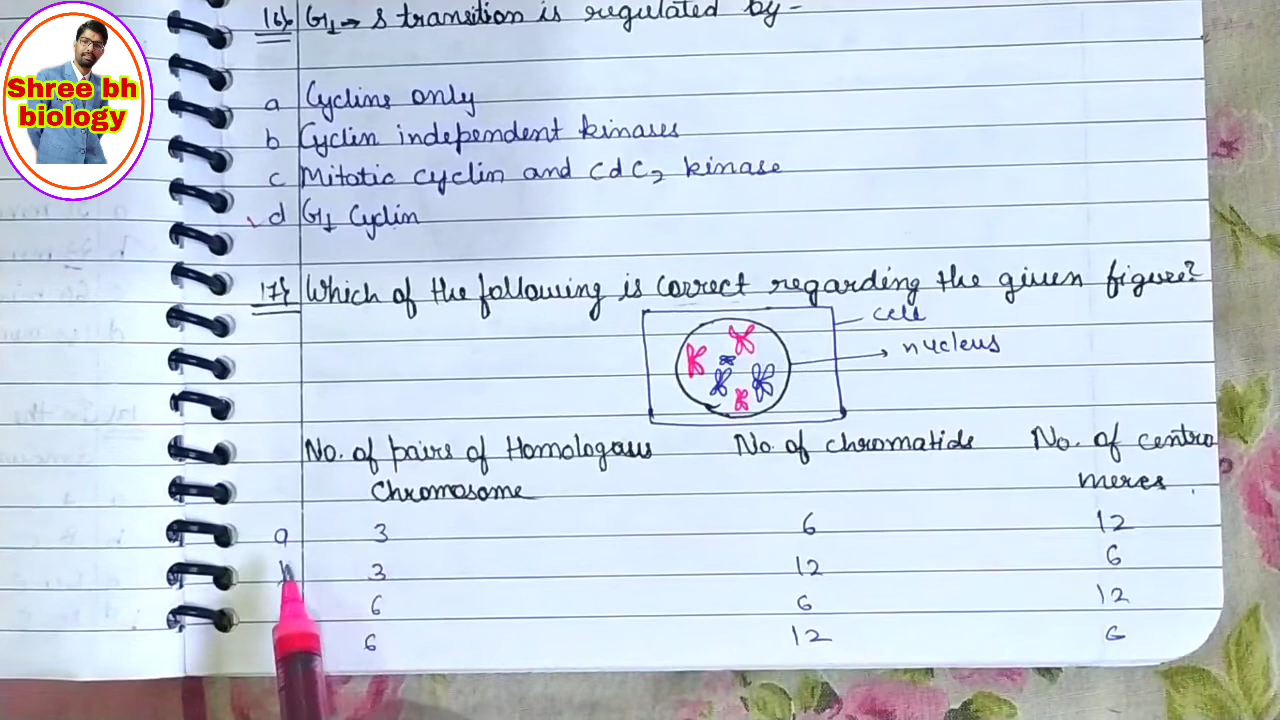 Shree bh
biology
16} G1 → S transition is regulated by -
a Cyclins only
b Cyclin independent kinases
c Mitotic cyclin and CdC2 kinase
d G1 Cyclin
17} Which of the following is correct regarding the given figure?
cell
nucleus
No. of pairs of Homologous No. of chromatids No. of centro
Chromosome meres.
a 3 6 12
b 3 12 6
6 6 12
6 12 6